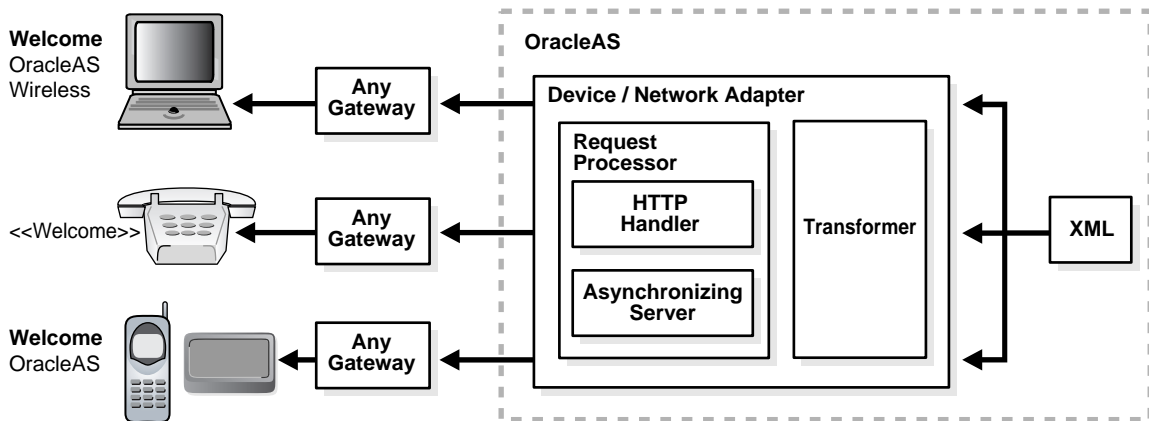 Welcome
OracleAS
Wireless
Any
Gateway
OracleAS
Device / Network Adapter
Request
Processor
HTTP
Handler
Asynchronizing
Server
Transformer
XML
<<Welcome>>
Any
Gateway
Welcome
OracleAS
Any
Gateway